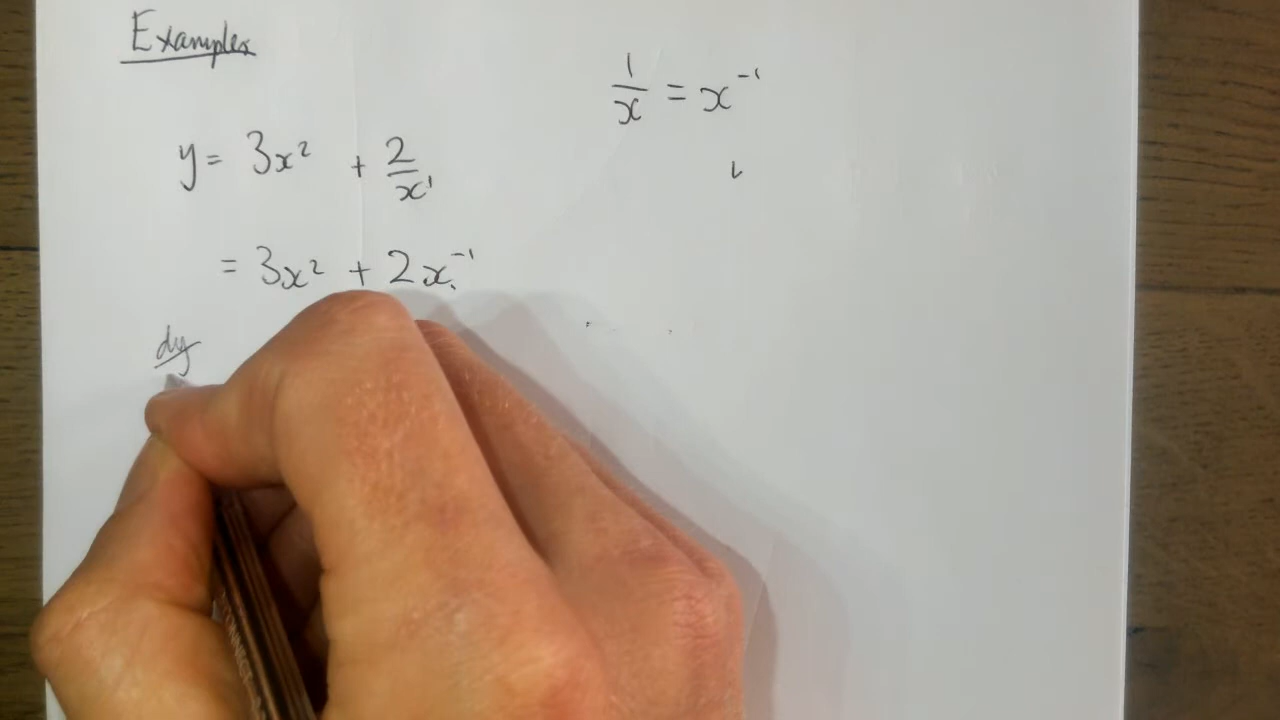 Examples
1/x = x⁻¹
y = 3x² + 2/x¹
= 3x² + 2x⁻¹
dy